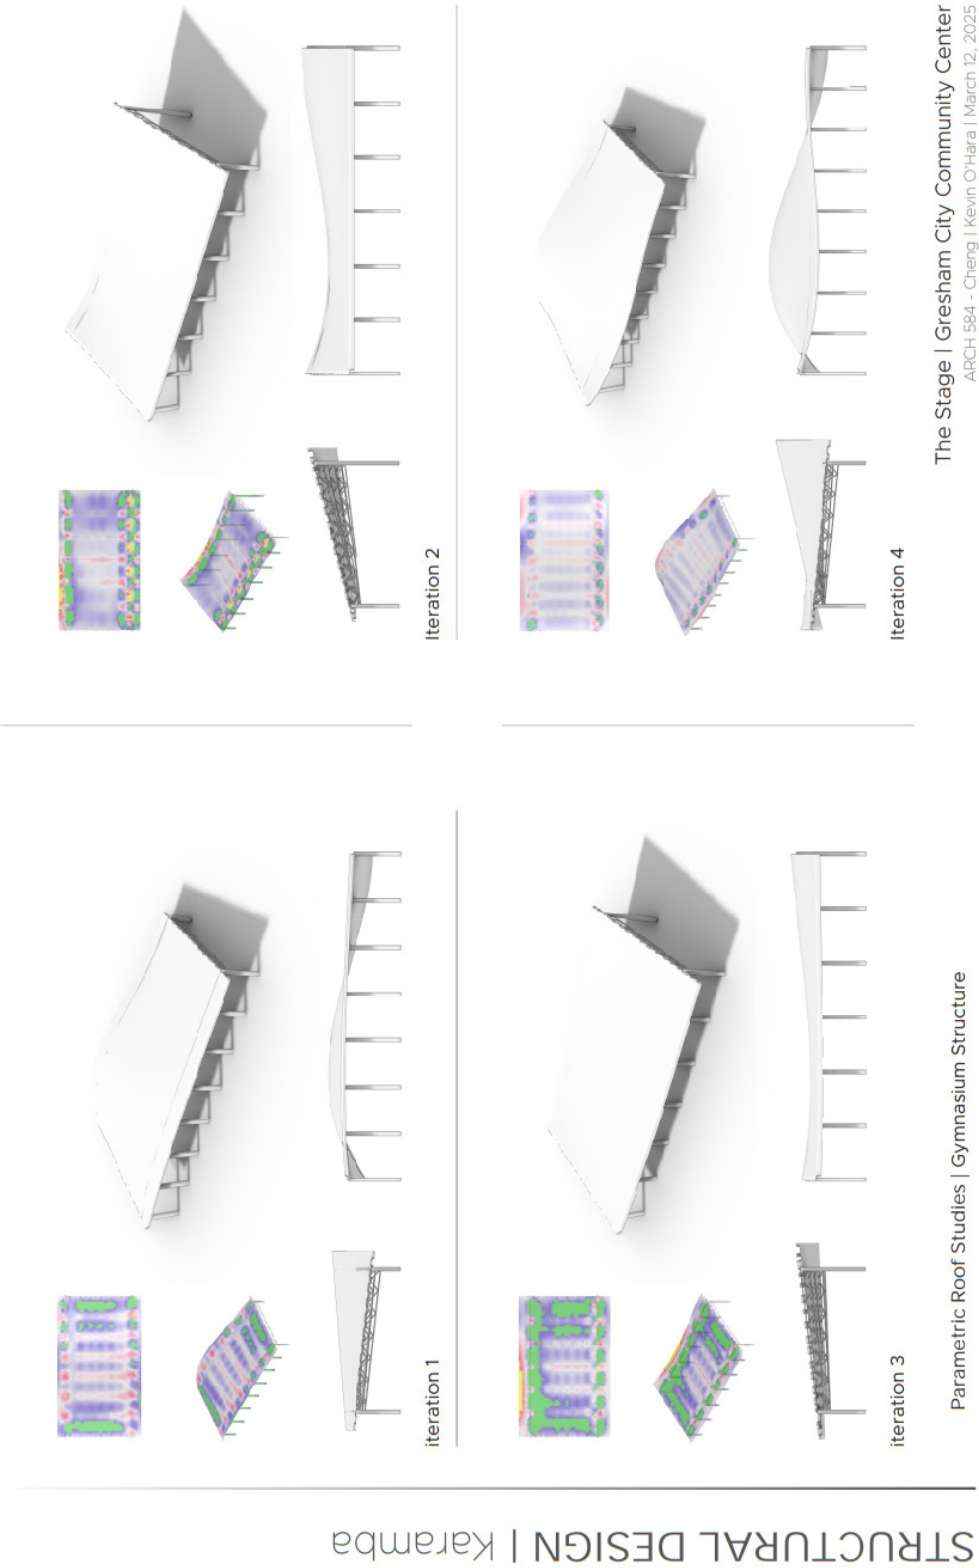 STRUCTURAL DESIGN | Karamba
iteration 1
Iteration 2
iteration 3
Iteration 4
Parametric Roof Studies | Gymnasium Structure
The Stage | Gresham City Community Center
ARCH 584 - Cheng | Kevin O'Hara | March 12, 2025